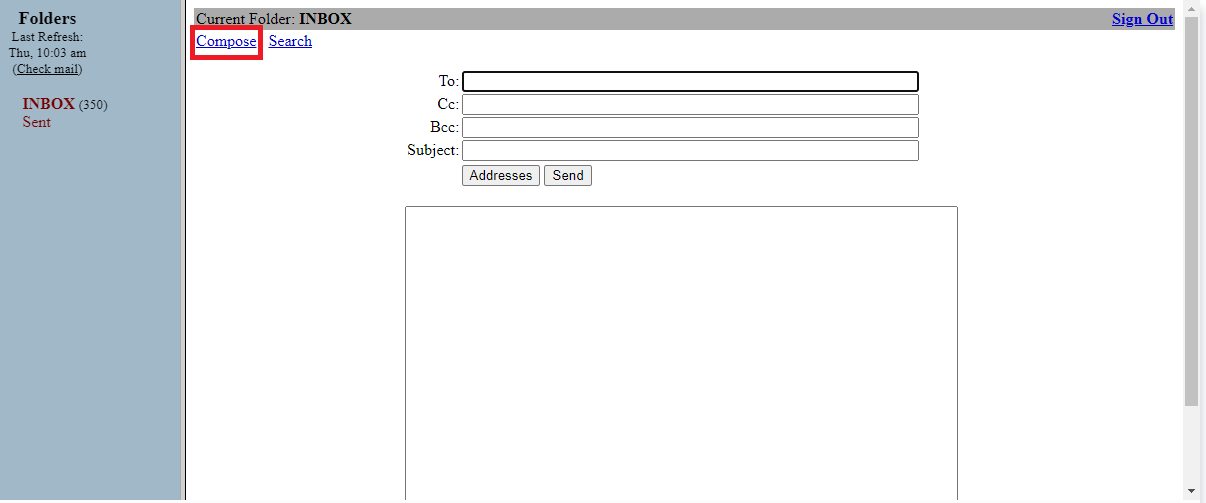 Folders
Last Refresh:
Thu, 10:03 am
(Check mail)
INBOX (350)
Sent
Current Folder: INBOX Sign Out
Compose Search
To:
Cc:
Bcc:
Subject:
Addresses Send